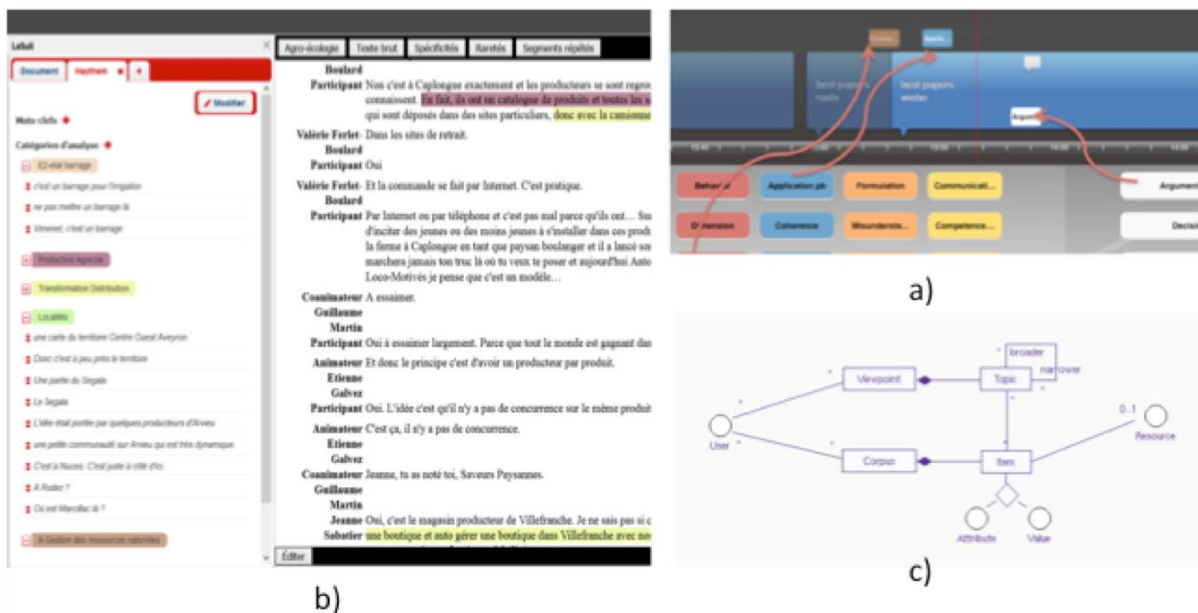 LaSuli
Document
Haythem
+
Modifier
Mots-clefs
Catégories d'analyse
c'est un barrage pour l'irrigation
ne pas mettre un barrage là
Vimenet, c'est un barrage
Production Agricole
Transformation Distribution
Localités
une carte du territoire Centre Ouest Aveyron
Donc c'est à peu près le territoire
Une partie du Segala
Le Segala
L'idée était portée par quelques producteurs d'Arvieu
une petite communauté sur Arvieu qui est très dynamique
C'est à Nuces. C'est juste à côté d'ici.
A Rodez ?
Où est Marcillac là ?
A-Gestion des ressources naturelles
Agro-écologie Texte brut Spécificités Raretés Segments répétés
Boulard
Participant Non c'est à Caplongue exactement et les producteurs se sont regro
connaissent. En fait, ils ont un catalogue de produits et toutes les
qui sont déposés dans des sites particuliers, donc avec la camionne
Valérie Ferlet- Dans les sites de retrait.
Boulard
Participant Oui
Valérie Ferlet- Et la commande se fait par Internet. C'est pratique.
Boulard
Participant Par Internet ou par téléphone et c'est pas mal parce qu'ils ont… Su
d'inciter des jeunes ou des moins jeunes à s'installer dans ces prod
la ferme à Caplongue en tant que paysan boulanger et il a lancé so
marchera jamais ton truc là où tu veux te poser et aujourd'hui Anto
Loco-Motivés je pense que c'est un modèle…
Coanimateur A essaimer.
Guillaume
Martin
Participant Oui à essaimer largement. Parce que tout le monde est gagnant da
Animateur Et donc le principe c'est d'avoir un producteur par produit.
Etienne
Galvez
Participant Oui. L'idée c'est qu'il n'y a pas de concurrence sur le même produit
Animateur C'est ça, il n'y a pas de concurrence.
Etienne
Galvez
Coanimateur Jeanne, tu as noté toi, Saveurs Paysannes.
Guillaume
Martin
Jeanne Oui, c'est le magasin producteur de Villefranche. Je ne sais pas si c
Sabatier une boutique et auto gérer une boutique dans Villefranche avec no
Éditer
b)
best papers
best papers
13:45
14:00
Behavior Application pb Formulation Communicati... Argument
Dimension Coherence Misundersta... Competence... Decisi
a)
broader
narrower
Viewpoint
Topic
User
0..1
Resource
Corpus
Item
Attribute
Value
c)